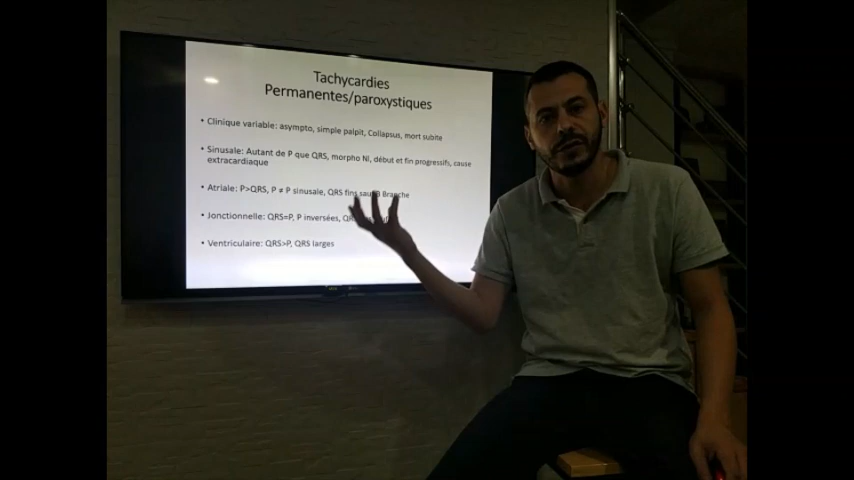 Tachycardies
Permanentes/paroxystiques
• Clinique variable: asympto, simple palpit, Collapsus, mort subite
• Sinusale: Autant de P que QRS, morpho Nl, début et fin progressifs, cause
extracardiaque
• Atriale: P>QRS, P ≠ P sinusale, QRS fins sauf B Branche
• Jonctionnelle: QRS=P, P inversées,
• Ventriculaire: QRS>P, QRS larges